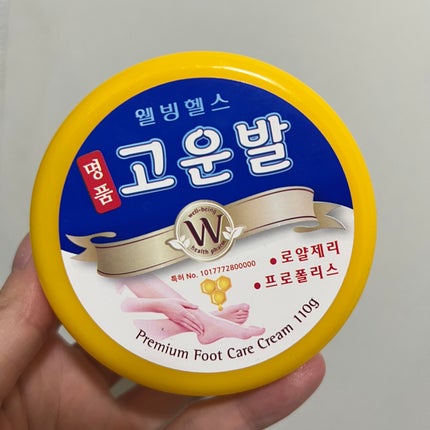 웰빙헬스
명품
고운발
well-being
W
health pharm
특허 No. 1017772800000
• 로얄제리
• 프로폴리스
Premium Foot Care Cream 110g